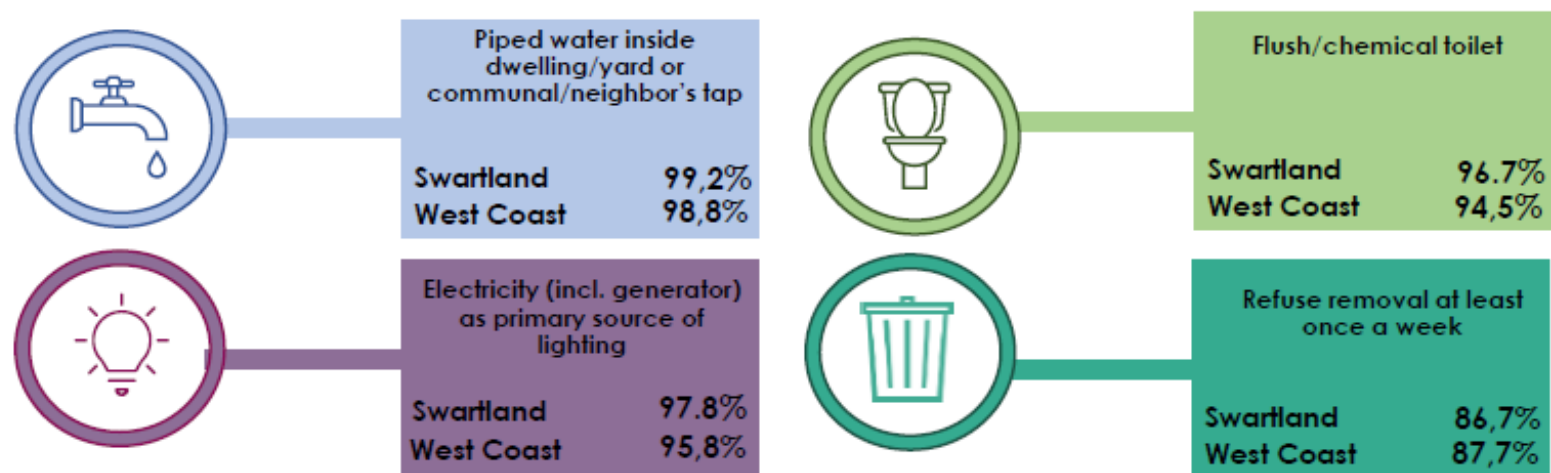 Piped water inside
dwelling/yard or
communal/neighbor's tap
Swartland 99,2%
West Coast 98,8%
Flush/chemical toilet
Swartland 96.7%
West Coast 94,5%
Electricity (incl. generator)
as primary source of
lighting
Swartland 97.8%
West Coast 95,8%
Refuse removal at least
once a week
Swartland 86,7%
West Coast 87,7%